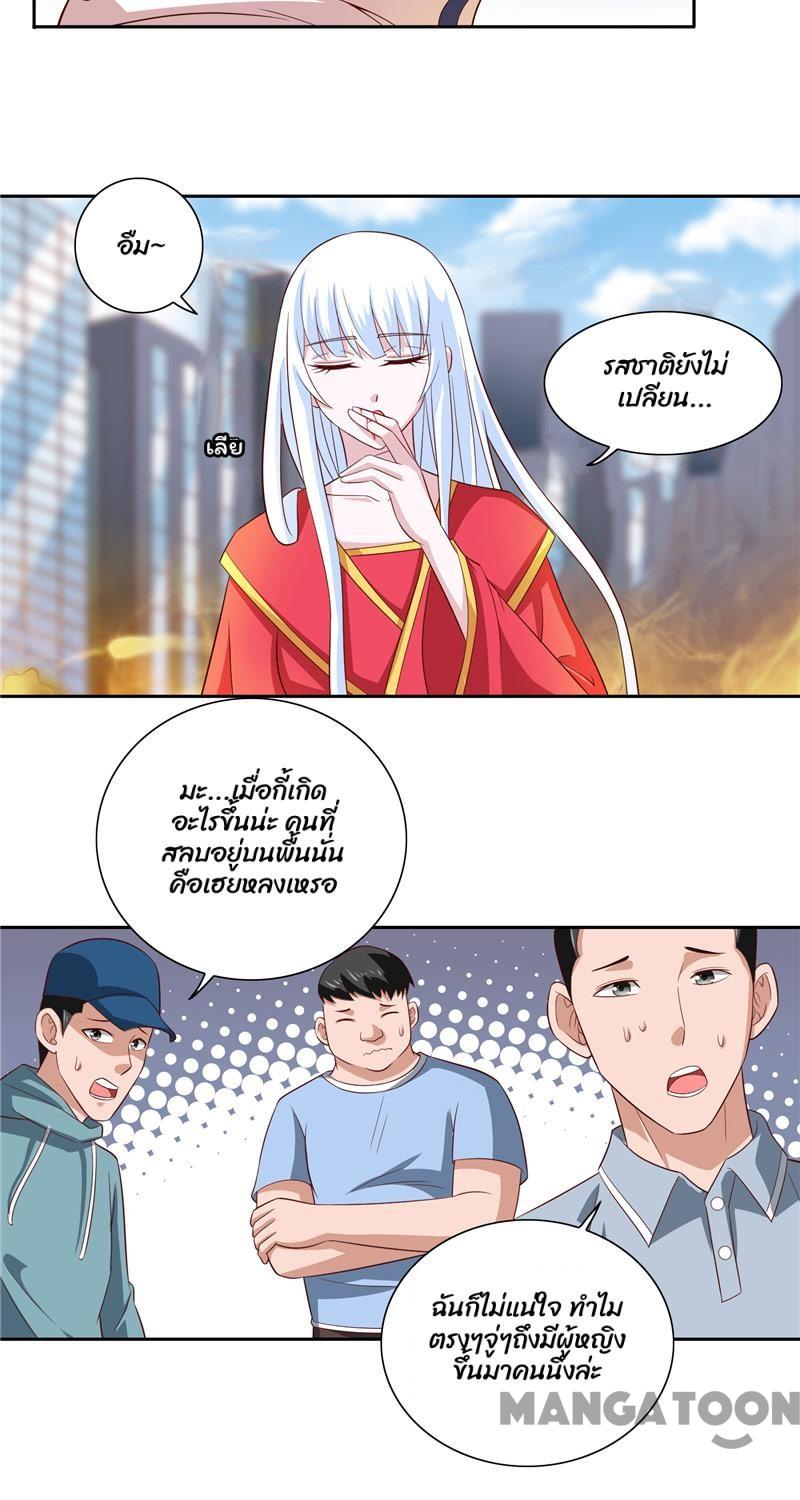 อืม~
รสชาติยังไม่
เปลี่ยน...
เลีย
มะ...เมื่อกี้เกิด
อะไรขึ้นน่ะ คนที่
สลบอยู่บนพื้นนั่น
คือเฮยหลงเหรอ
ฉันก็ไม่แน่ใจ ทำไม
ตรงๆจู่ๆถึงมีผู้หญิง
ขึ้นมาคนนึงล่ะ
MANGATOON